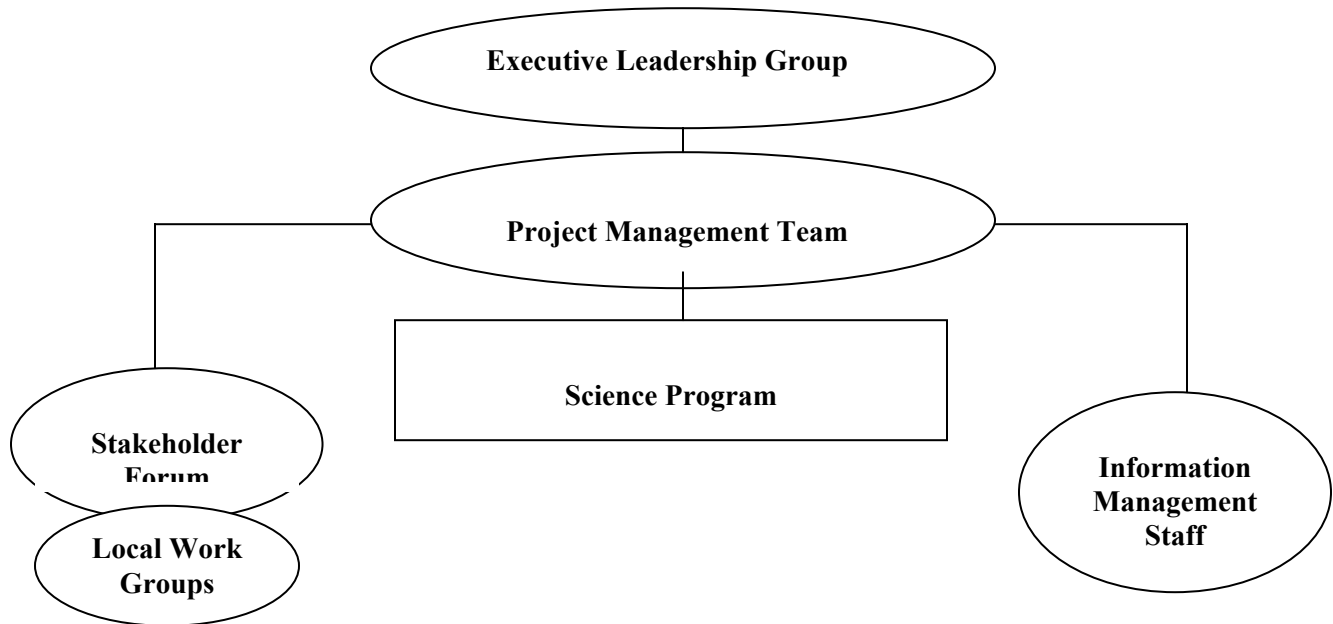 Executive Leadership Group
Project Management Team
Science Program
Stakeholder
Forum
Local Work
Groups
Information
Management
Staff